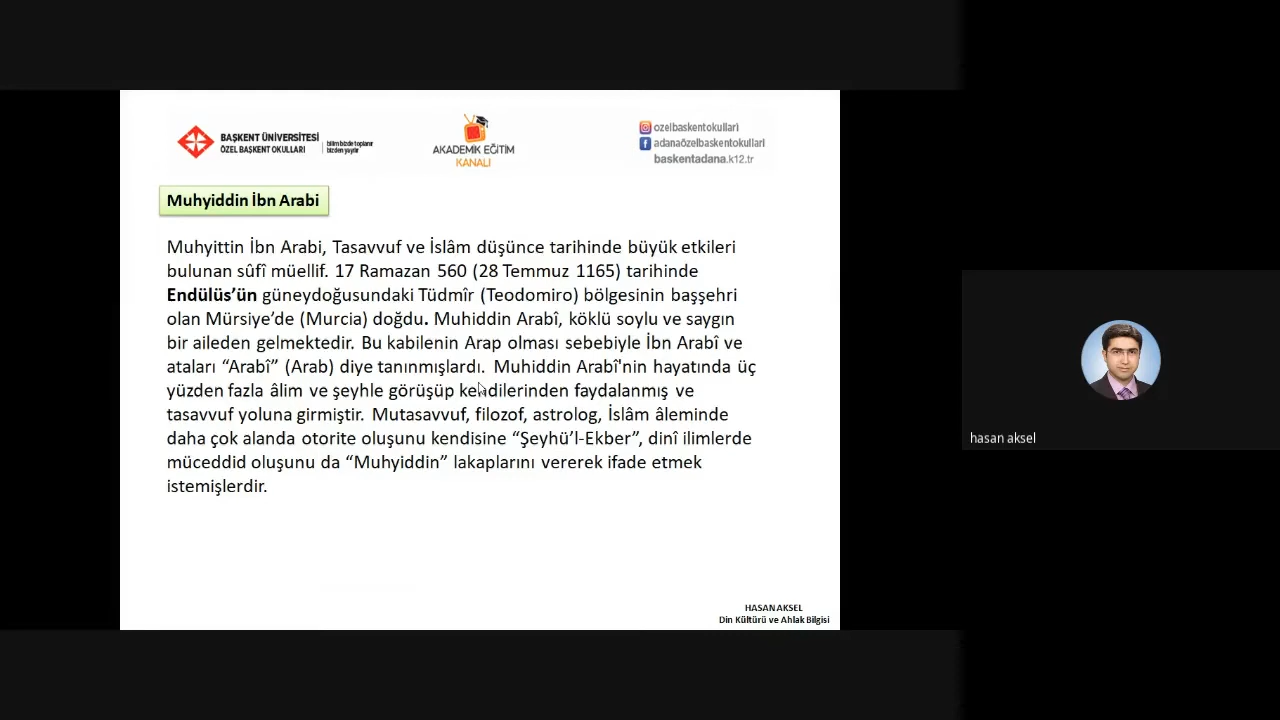 BAŞKENT ÜNİVERSİTESİ
ÖZEL BAŞKENT OKULLARI
bilim bizde toplanır
bizden yayılır
AKADEMİK EĞİTİM
KANALI
ozelbaskentokullari
adanaözelbaskentokullari
baskentadana.k12.tr
Muhyiddin İbn Arabi
Muhyittin İbn Arabi, Tasavvuf ve İslâm düşünce tarihinde büyük etkileri
bulunan sûfî müellif. 17 Ramazan 560 (28 Temmuz 1165) tarihinde
Endülüs’ün güneydoğusundaki Tüdmîr (Teodomiro) bölgesinin başşehri
olan Mürsiye’de (Murcia) doğdu. Muhiddin Arabî, köklü soylu ve saygın
bir aileden gelmektedir. Bu kabilenin Arap olması sebebiyle İbn Arabî ve
ataları “Arabî” (Arab) diye tanınmışlardı. Muhiddin Arabî'nin hayatında üç
yüzden fazla âlim ve şeyhle görüşüp kendilerinden faydalanmış ve
tasavvuf yoluna girmiştir. Mutasavvuf, filozof, astrolog, İslâm âleminde
daha çok alanda otorite oluşunu kendisine “Şeyhü’l-Ekber”, dinî ilimlerde
müceddid oluşunu da “Muhyiddin” lakaplarını vererek ifade etmek
istemişlerdir.
HASAN AKSEL
Din Kültürü ve Ahlak Bilgisi
hasan aksel